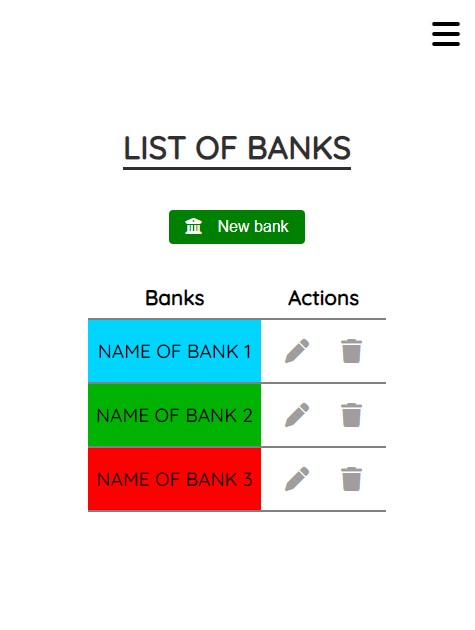 LIST OF BANKS
New bank
Banks Actions
NAME OF BANK 1
NAME OF BANK 2
NAME OF BANK 3